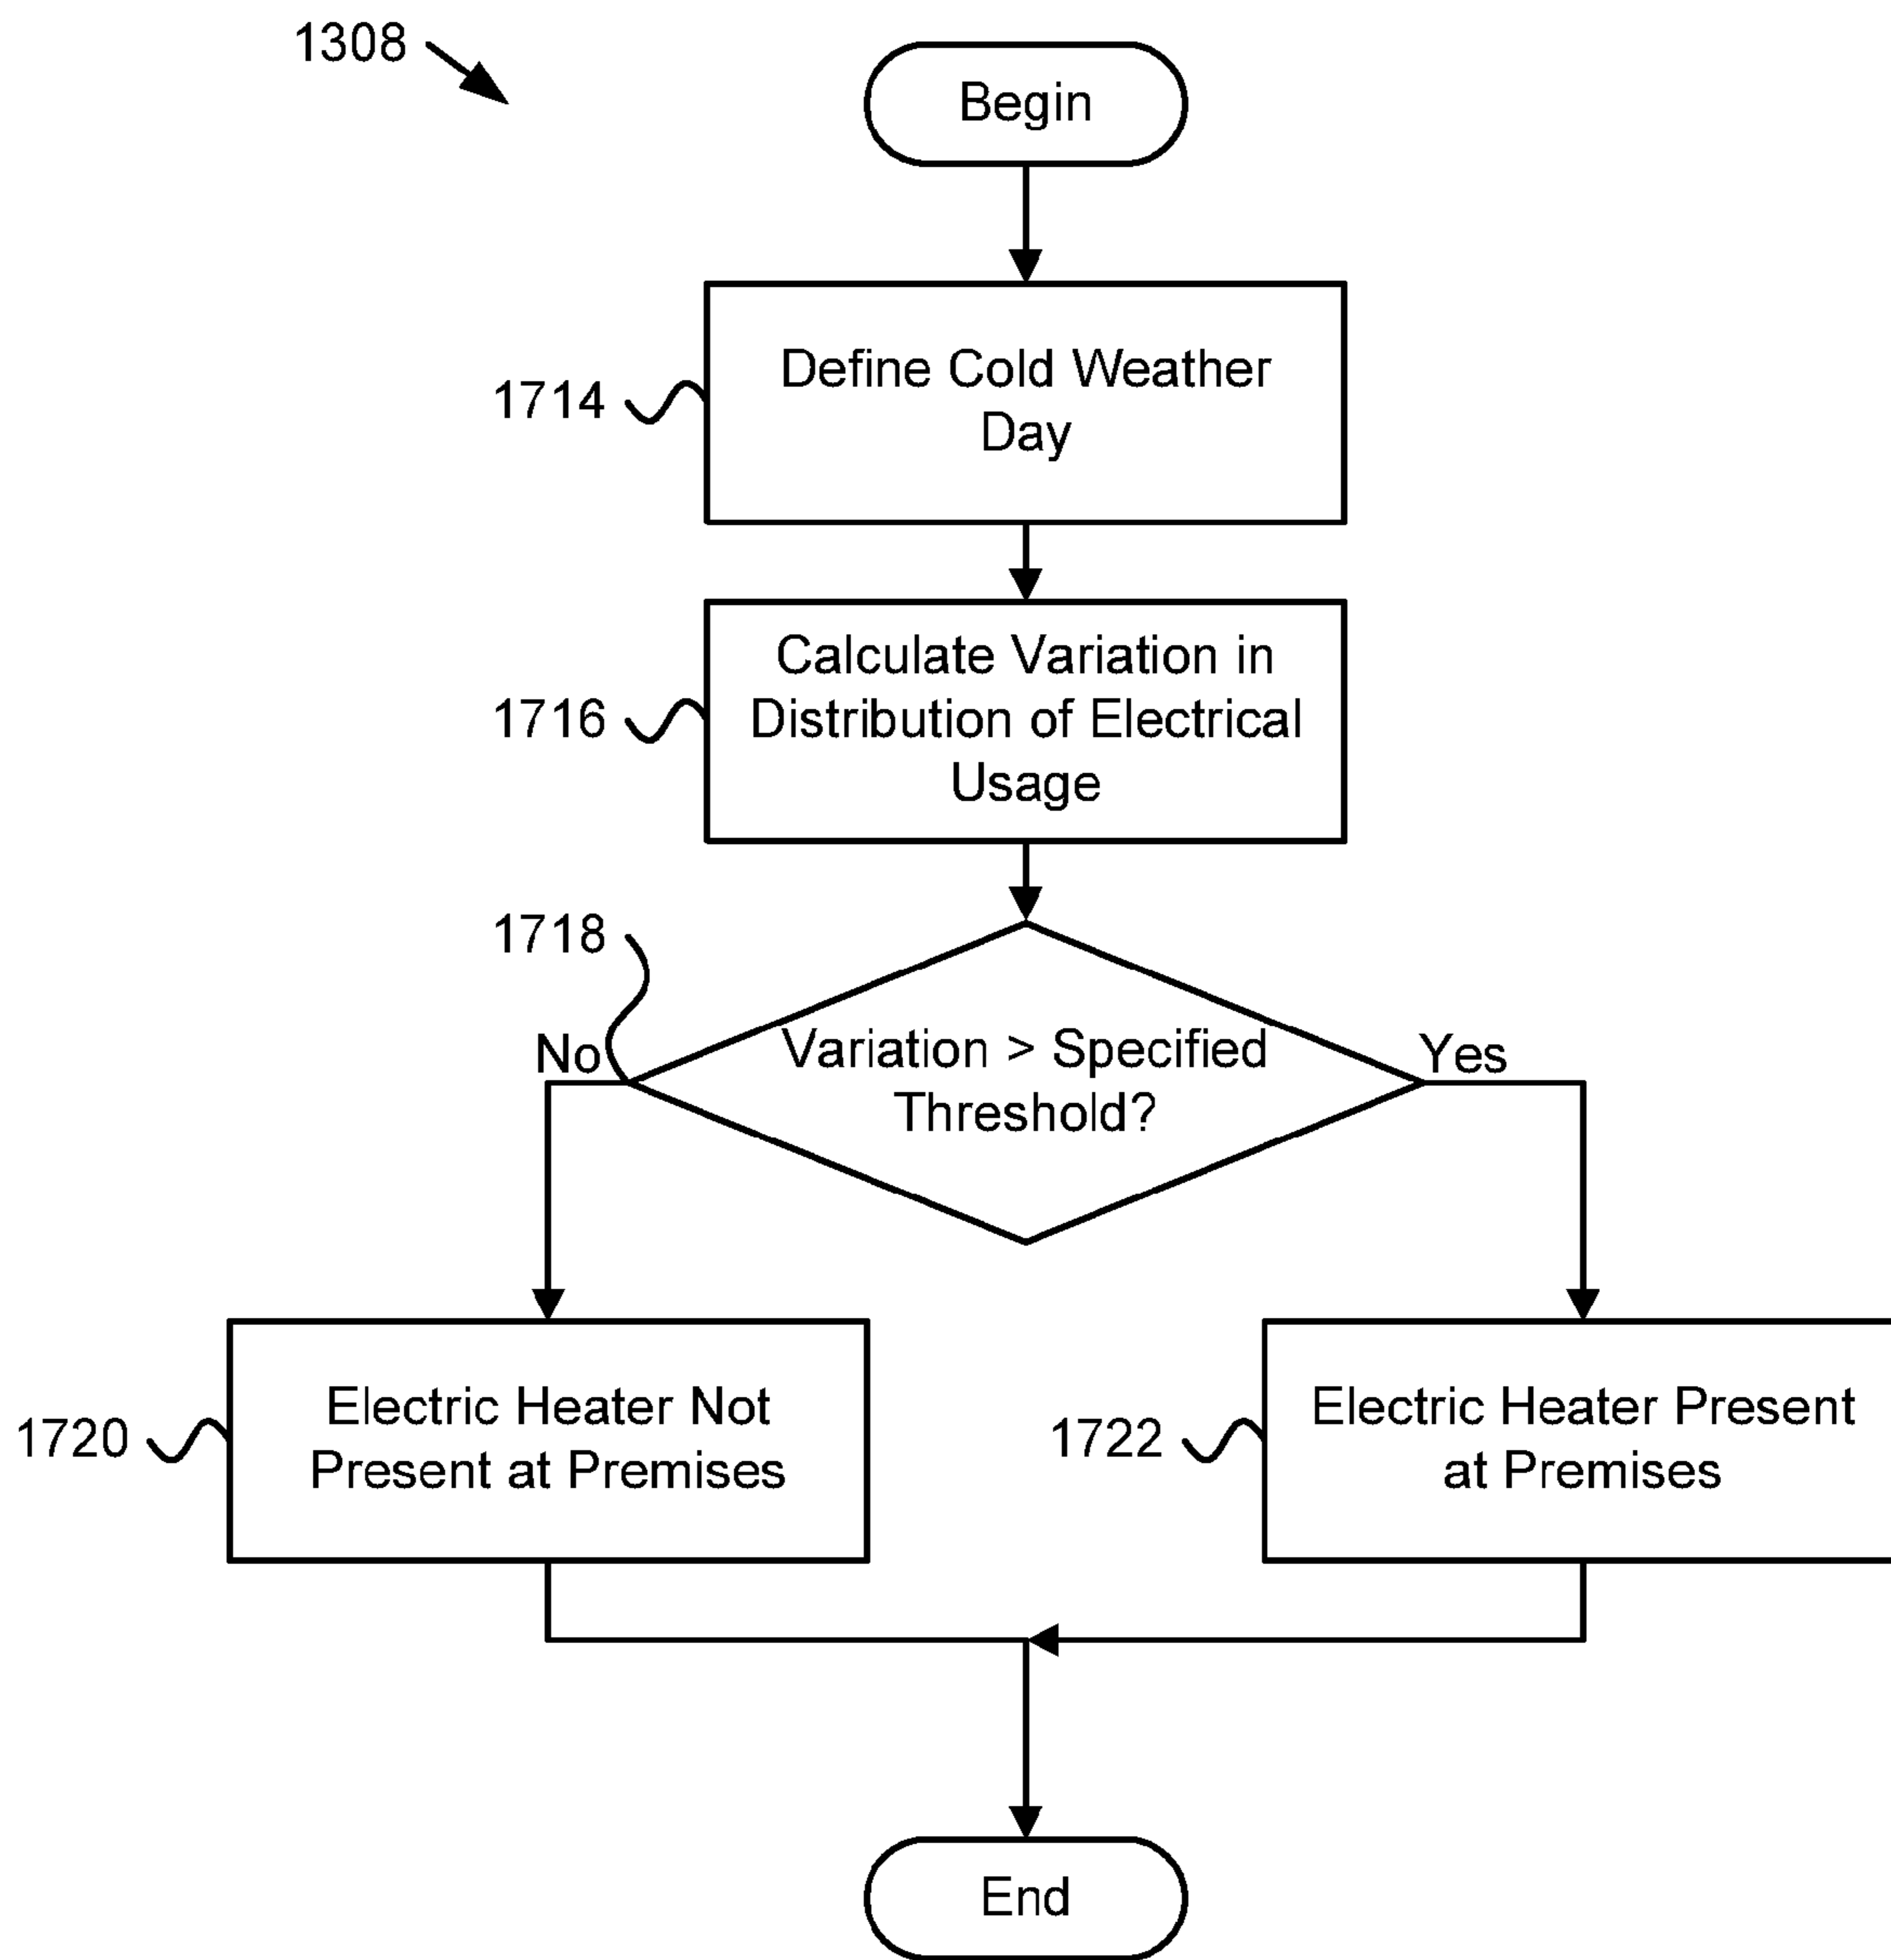 1308
Begin
Define Cold Weather
Day
1714
Calculate Variation in
Distribution of Electrical
Usage
1716
1718
No
Variation > Specified
Threshold?
Yes
Electric Heater Not
Present at Premises
1720
Electric Heater Present
at Premises
1722
End